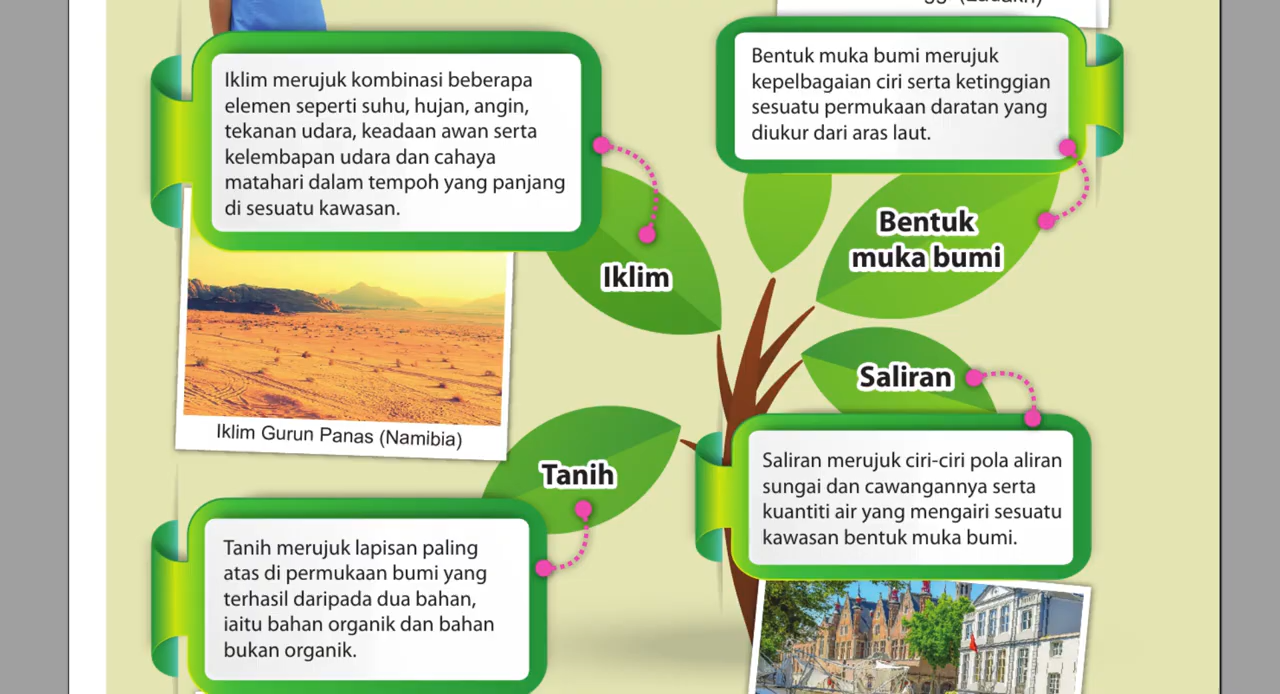 Iklim merujuk kombinasi beberapa
elemen seperti suhu, hujan, angin,
tekanan udara, keadaan awan serta
kelembapan udara dan cahaya
matahari dalam tempoh yang panjang
di sesuatu kawasan.
Iklim
Iklim Gurun Panas (Namibia)
Bentuk muka bumi merujuk
kepelbagaian ciri serta ketinggian
sesuatu permukaan daratan yang
diukur dari aras laut.
Bentuk
muka bumi
Saliran
Saliran merujuk ciri-ciri pola aliran
sungai dan cawangannya serta
kuantiti air yang mengairi sesuatu
kawasan bentuk muka bumi.
Tanih
Tanih merujuk lapisan paling
atas di permukaan bumi yang
terhasil daripada dua bahan,
iaitu bahan organik dan bahan
bukan organik.